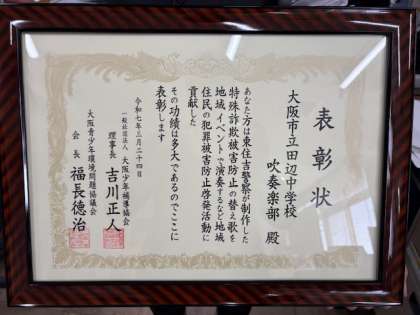 表彰状
大阪市立田辺中学校
吹奏楽部 殿
あなた方は東住吉警察が制作した
特殊詐欺被害防止の替え歌を
地域イベントで演奏するなど地域
住民の犯罪被害防止啓発活動に
貢献した
その功績は多大であるのでここに
表彰します
令和七年三月二十四日
一般社団法人 大阪少年補導協会
理事長 吉川正人
大阪青少年環境問題協議会
会長 福長徳治